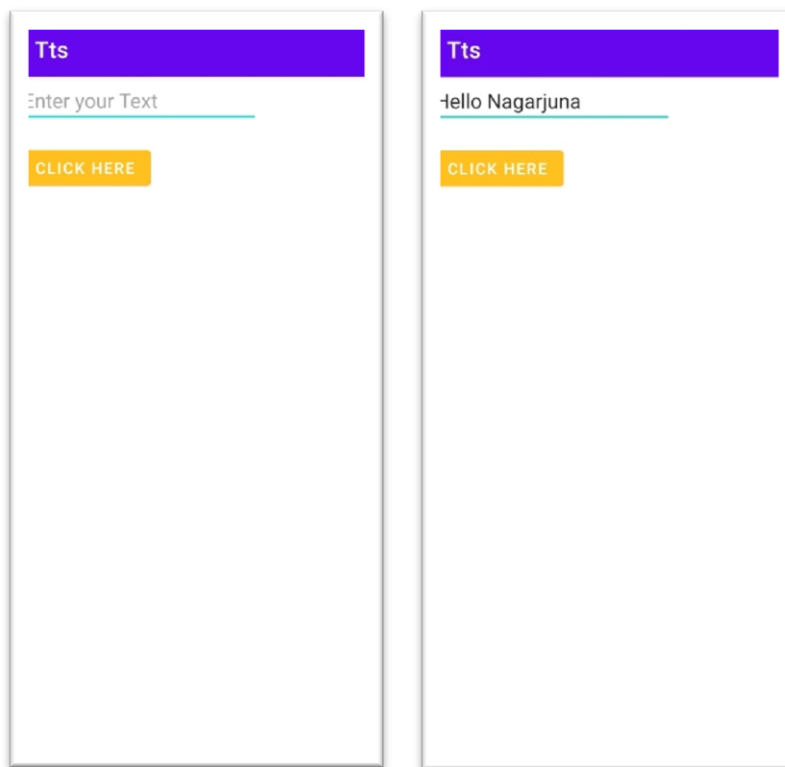 Tts
Enter your Text
CLICK HERE
Tts
Hello Nagarjuna
CLICK HERE